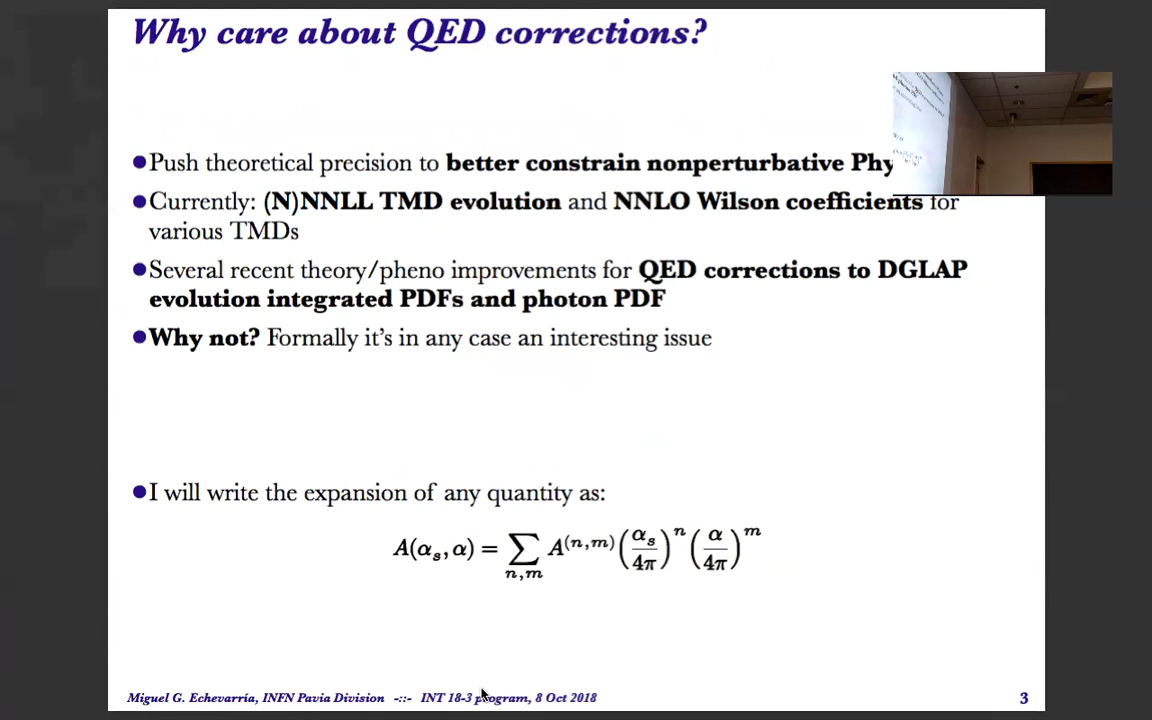 Why care about QED corrections?
●Push theoretical precision to better constrain nonperturbative Phy
●Currently: (N)NNLL TMD evolution and NNLO Wilson coefficients for
various TMDs
●Several recent theory/pheno improvements for QED corrections to DGLAP
evolution integrated PDFs and photon PDF
●Why not? Formally it's in any case an interesting issue
●I will write the expansion of any quantity as:
A(αₛ, α) = ∑ₙ,ₘ A⁽ⁿ,ᵐ⁾ (αₛ/4π)ⁿ (α/4π)ᵐ
Miguel G. Echevarría, INFN Pavia Division -::- INT 18-3 program, 8 Oct 2018 3